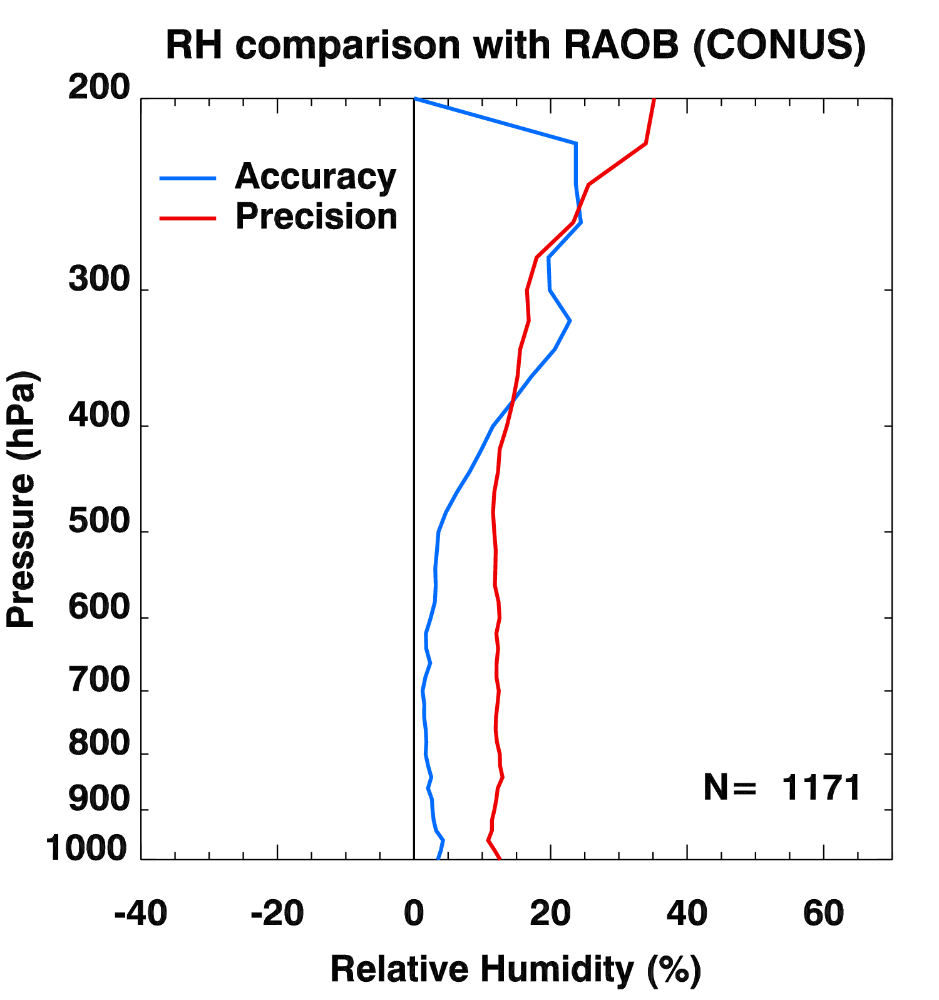 RH comparison with RAOB (CONUS)
200
Accuracy
Precision
300
400
500
600
700
800
900
1000
Pressure (hPa)
N= 1171
-40 -20 0 20 40 60
Relative Humidity (%)